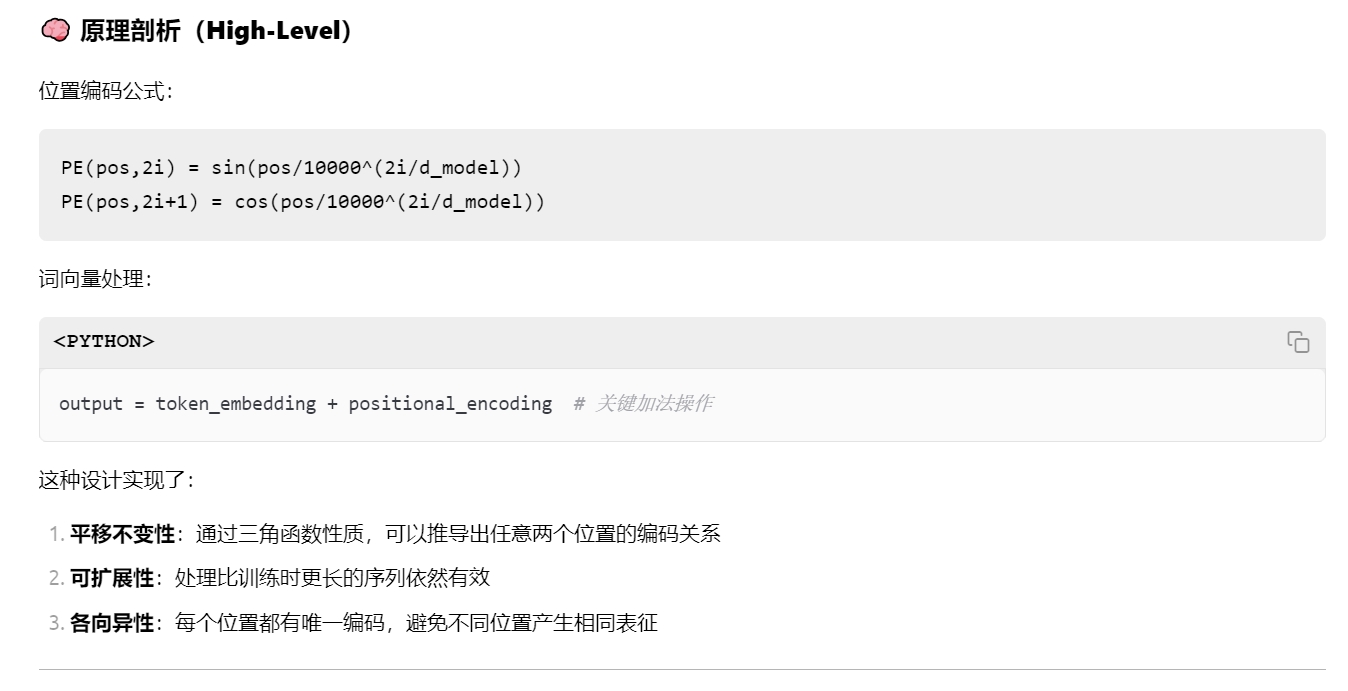 🧠 原理剖析（High-Level）
位置编码公式：
PE(pos,2i) = sin(pos/10000^(2i/d_model))
PE(pos,2i+1) = cos(pos/10000^(2i/d_model))
词向量处理：
<PYTHON>
output = token_embedding + positional_encoding  # 关键加法操作
这种设计实现了：
1. 平移不变性：通过三角函数性质，可以推导出任意两个位置的编码关系
2. 可扩展性：处理比训练时更长的序列依然有效
3. 各向异性：每个位置都有唯一编码，避免不同位置产生相同表征